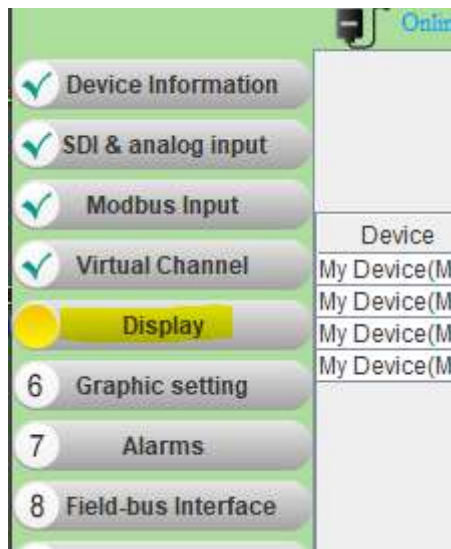 Device Information
SDI & analog input
Modbus Input
Virtual Channel
Display
6 Graphic setting
7 Alarms
8 Field-bus Interface
Device
My Device(M
My Device(M
My Device(M
My Device(M